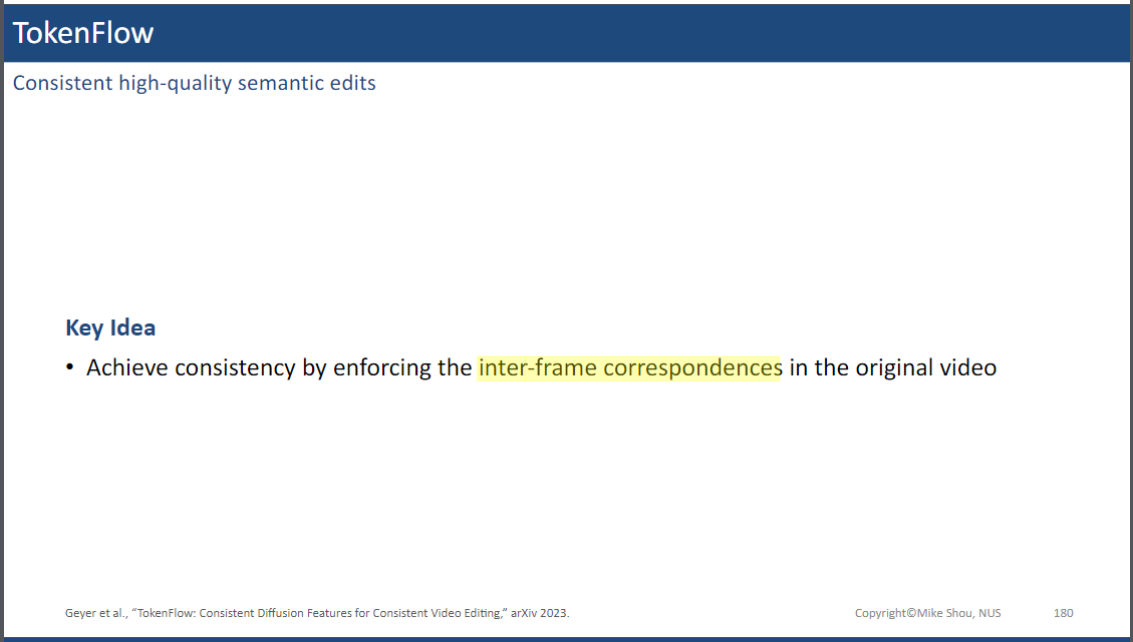 TokenFlow
Consistent high-quality semantic edits
Key Idea
• Achieve consistency by enforcing the inter-frame correspondences in the original video
Geyer et al., “TokenFlow: Consistent Diffusion Features for Consistent Video Editing,” arXiv 2023.
Copyright©Mike Shou, NUS
180